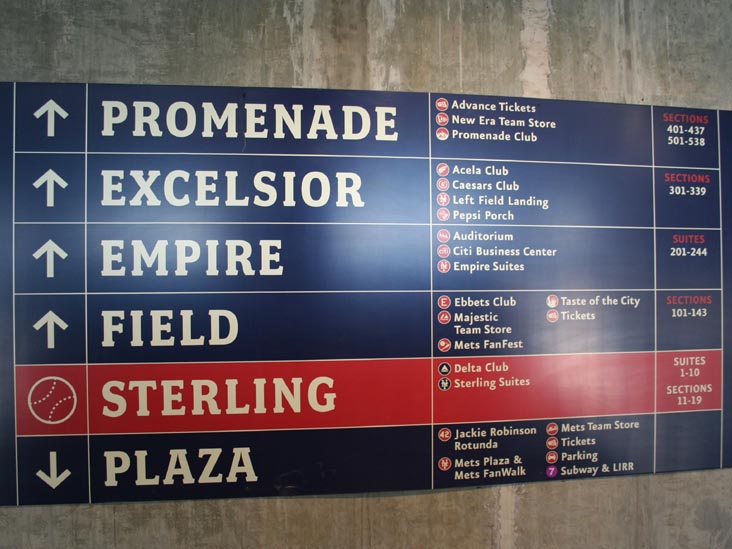 PROMENADE
Advance Tickets
New Era Team Store
Promenade Club
SECTIONS
401-437
501-538
EXCELSIOR
Acela Club
Caesars Club
Left Field Landing
Pepsi Porch
SECTIONS
301-339
EMPIRE
Auditorium
Citi Business Center
Empire Suites
SUITES
201-244
FIELD
E Ebbets Club
Majestic
Team Store
Mets FanFest
Taste of the City
Tickets
SECTIONS
101-143
STERLING
Delta Club
Sterling Suites
SUITES
1-10
SECTIONS
11-19
PLAZA
42 Jackie Robinson
Rotunda
Mets Plaza &
Mets FanWalk
Mets Team Store
Tickets
Parking
7 Subway & LIRR